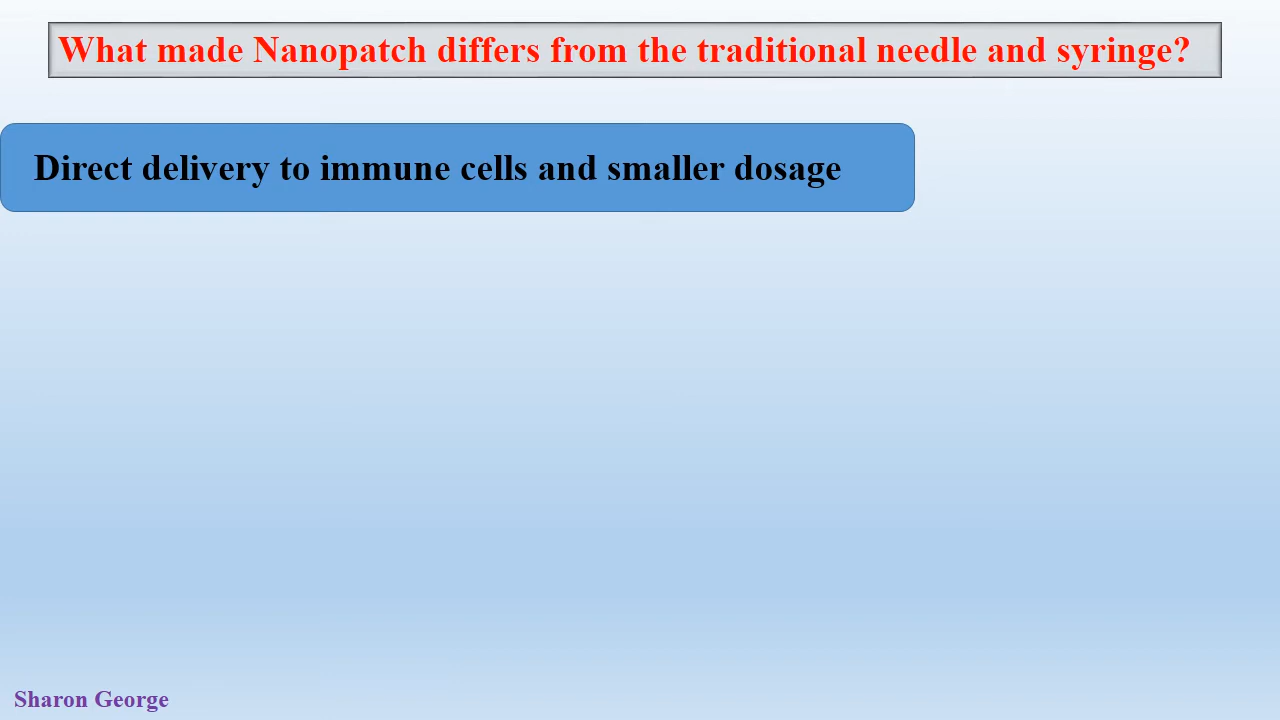 What made Nanopatch differs from the traditional needle and syringe?
Direct delivery to immune cells and smaller dosage
Sharon George